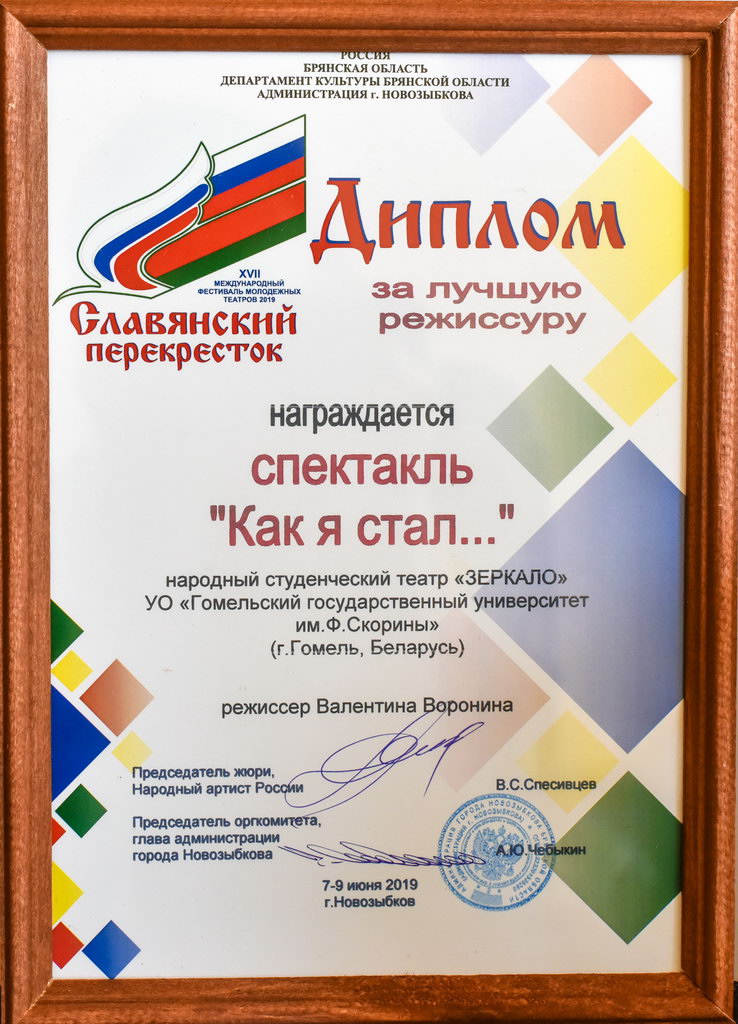 РОССИЯ
БРЯНСКАЯ ОБЛАСТЬ
ДЕПАРТАМЕНТ КУЛЬТУРЫ БРЯНСКОЙ ОБЛАСТИ
АДМИНИСТРАЦИЯ г. НОВОЗЫБКОВА
XVII
МЕЖДУНАРОДНЫЙ
ФЕСТИВАЛЬ МОЛОДЕЖНЫХ
ТЕАТРОВ 2019
Славянский
перекресток
Диплом
за лучшую
режиссуру
награждается
спектакль
"Как я стал..."
народный студенческий театр «ЗЕРКАЛО»
УО «Гомельский государственный университет
им.Ф.Скорины»
(г.Гомель, Беларусь)
режиссер Валентина Воронина
Председатель жюри,
Народный артист России
В.С.Спесивцев
Председатель оргкомитета,
глава администрации
города Новозыбкова
А.Ю.Чебыкин
7-9 июня 2019
г.Новозыбков